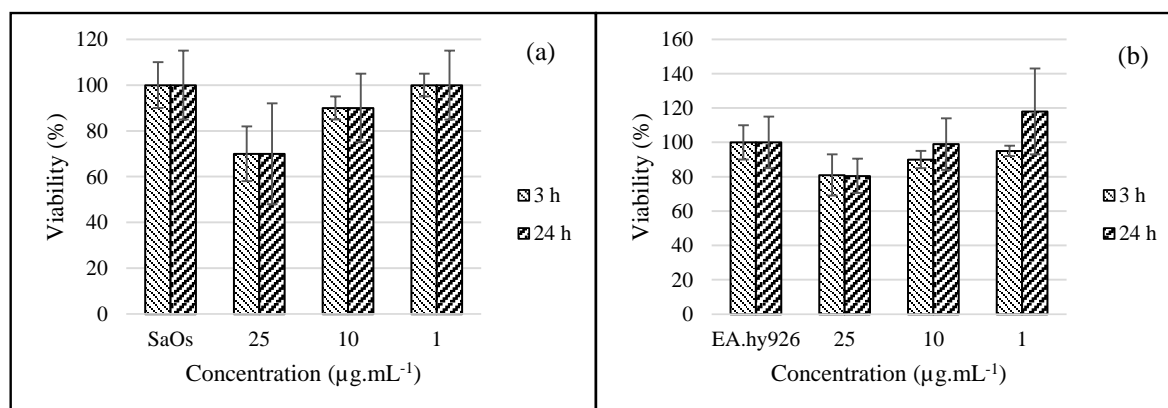 (a)
Viability (%)
120
100
80
60
40
20
0
SaOs 25 10 1
Concentration (µg.mL⁻¹)
3 h
24 h
(b)
Viability (%)
160
140
120
100
80
60
40
20
0
EA.hy926 25 10 1
Concentration (µg.mL⁻¹)
3 h
24 h